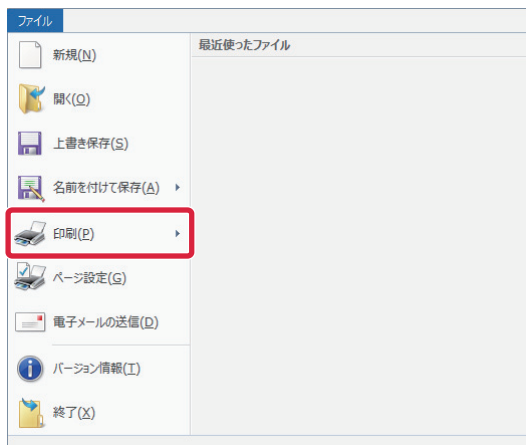 ファイル
最近使ったファイル
新規(N)
開く(O)
上書き保存(S)
名前を付けて保存(A)
印刷(P)
ページ設定(G)
電子メールの送信(D)
バージョン情報(T)
終了(X)